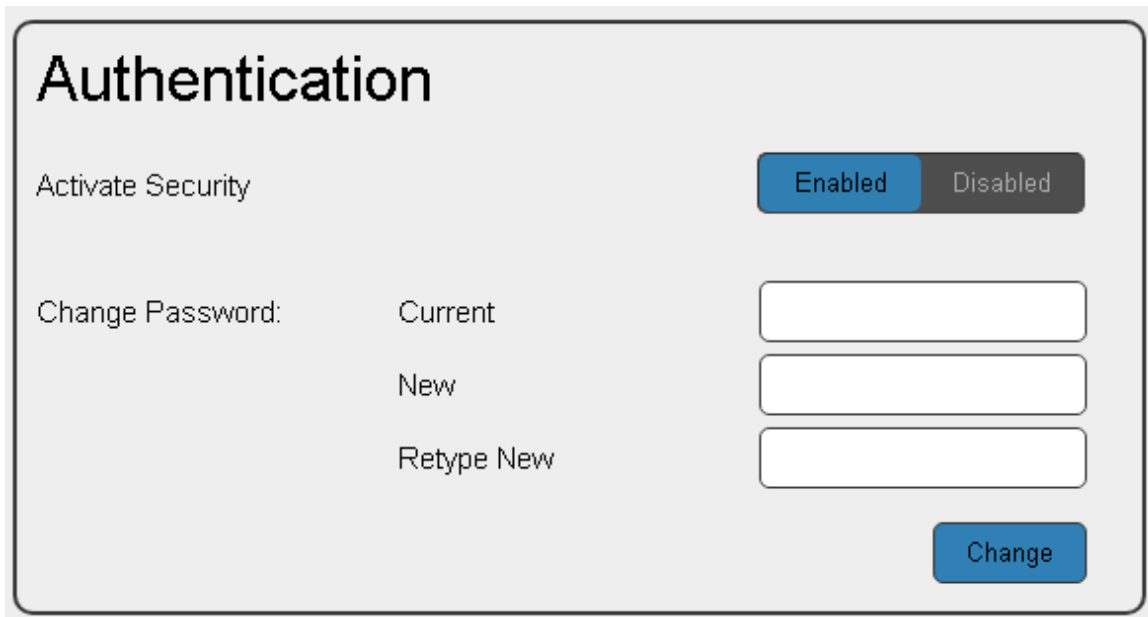 Authentication
Activate Security Enabled Disabled
Change Password: Current
New
Retype New
Change